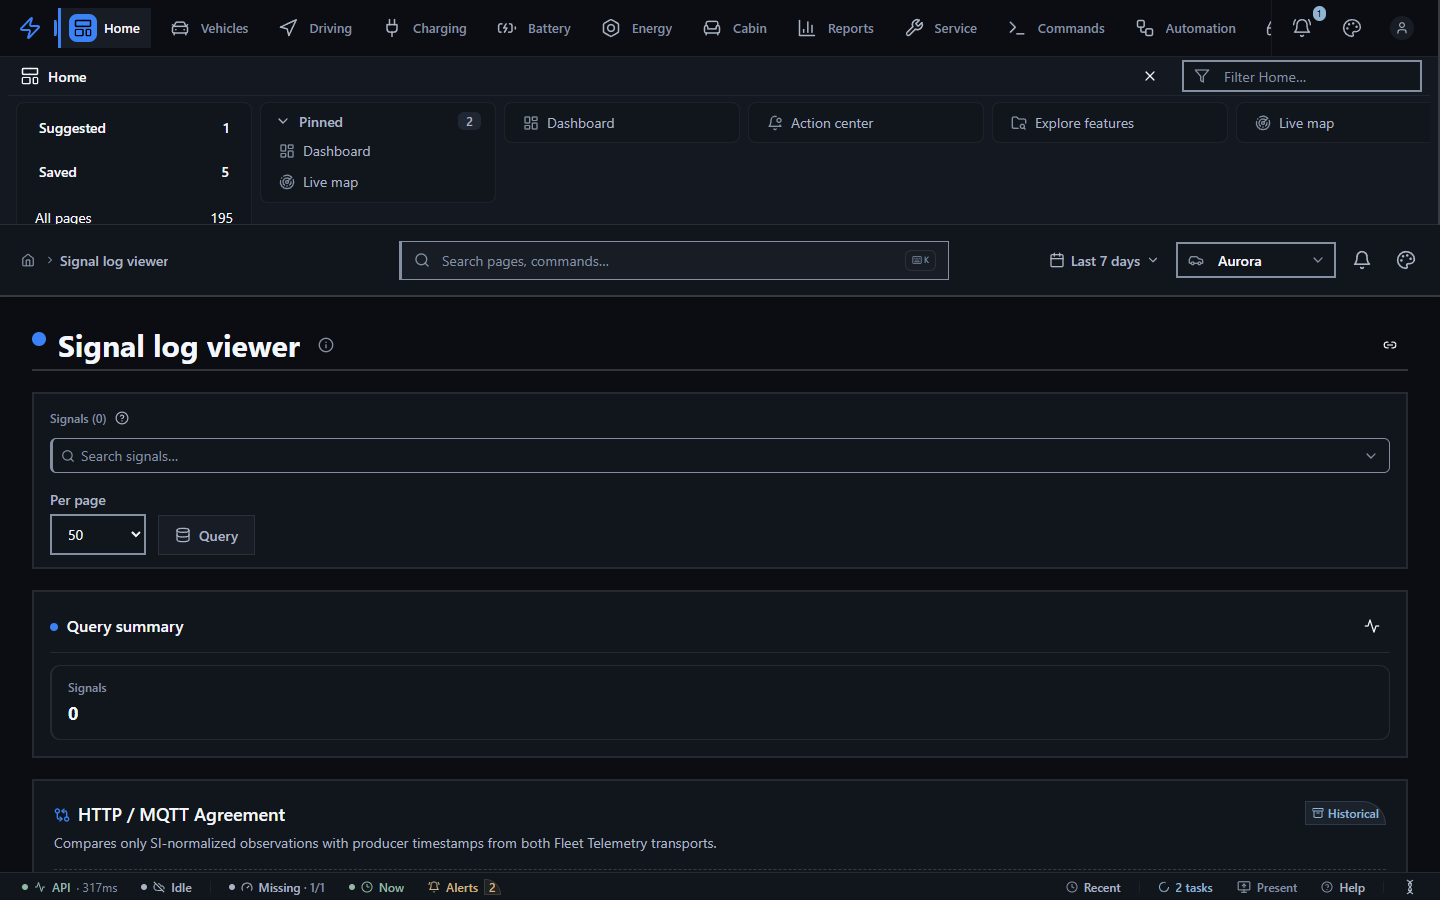 Home Vehicles Driving Charging Battery Energy Cabin Reports Service Commands Automation 1
Home Filter Home...
Suggested 1
Saved 5
All pages 195
Pinned 2
Dashboard
Live map
Dashboard
Action center
Explore features
Live map
Signal log viewer Search pages, commands... K Last 7 days Aurora
Signal log viewer
Signals (0)
Search signals...
Per page
50 Query
Query summary
Signals
0
HTTP / MQTT Agreement Historical
Compares only SI-normalized observations with producer timestamps from both Fleet Telemetry transports.
API · 317ms Idle Missing · 1/1 Now Alerts 2 Recent 2 tasks Present Help